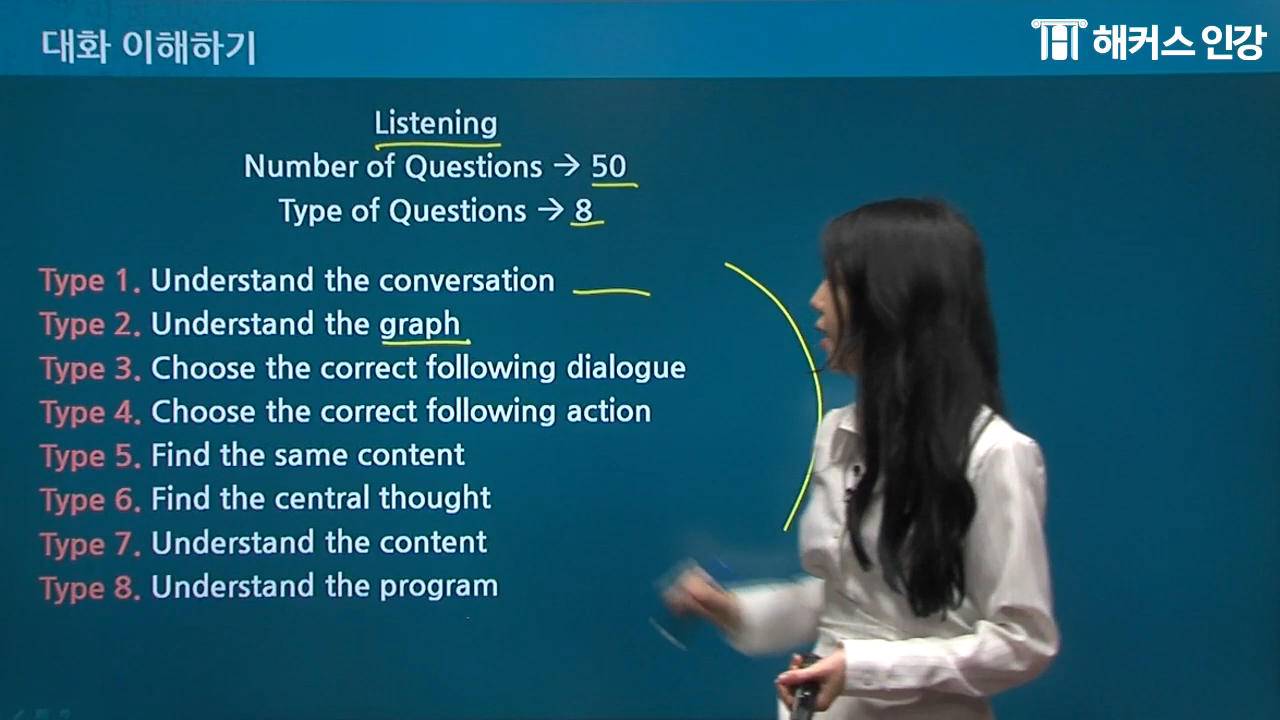 대화 이해하기
해커스 인강
Listening
Number of Questions → 50
Type of Questions → 8
Type 1. Understand the conversation
Type 2. Understand the graph
Type 3. Choose the correct following dialogue
Type 4. Choose the correct following action
Type 5. Find the same content
Type 6. Find the central thought
Type 7. Understand the content
Type 8. Understand the program